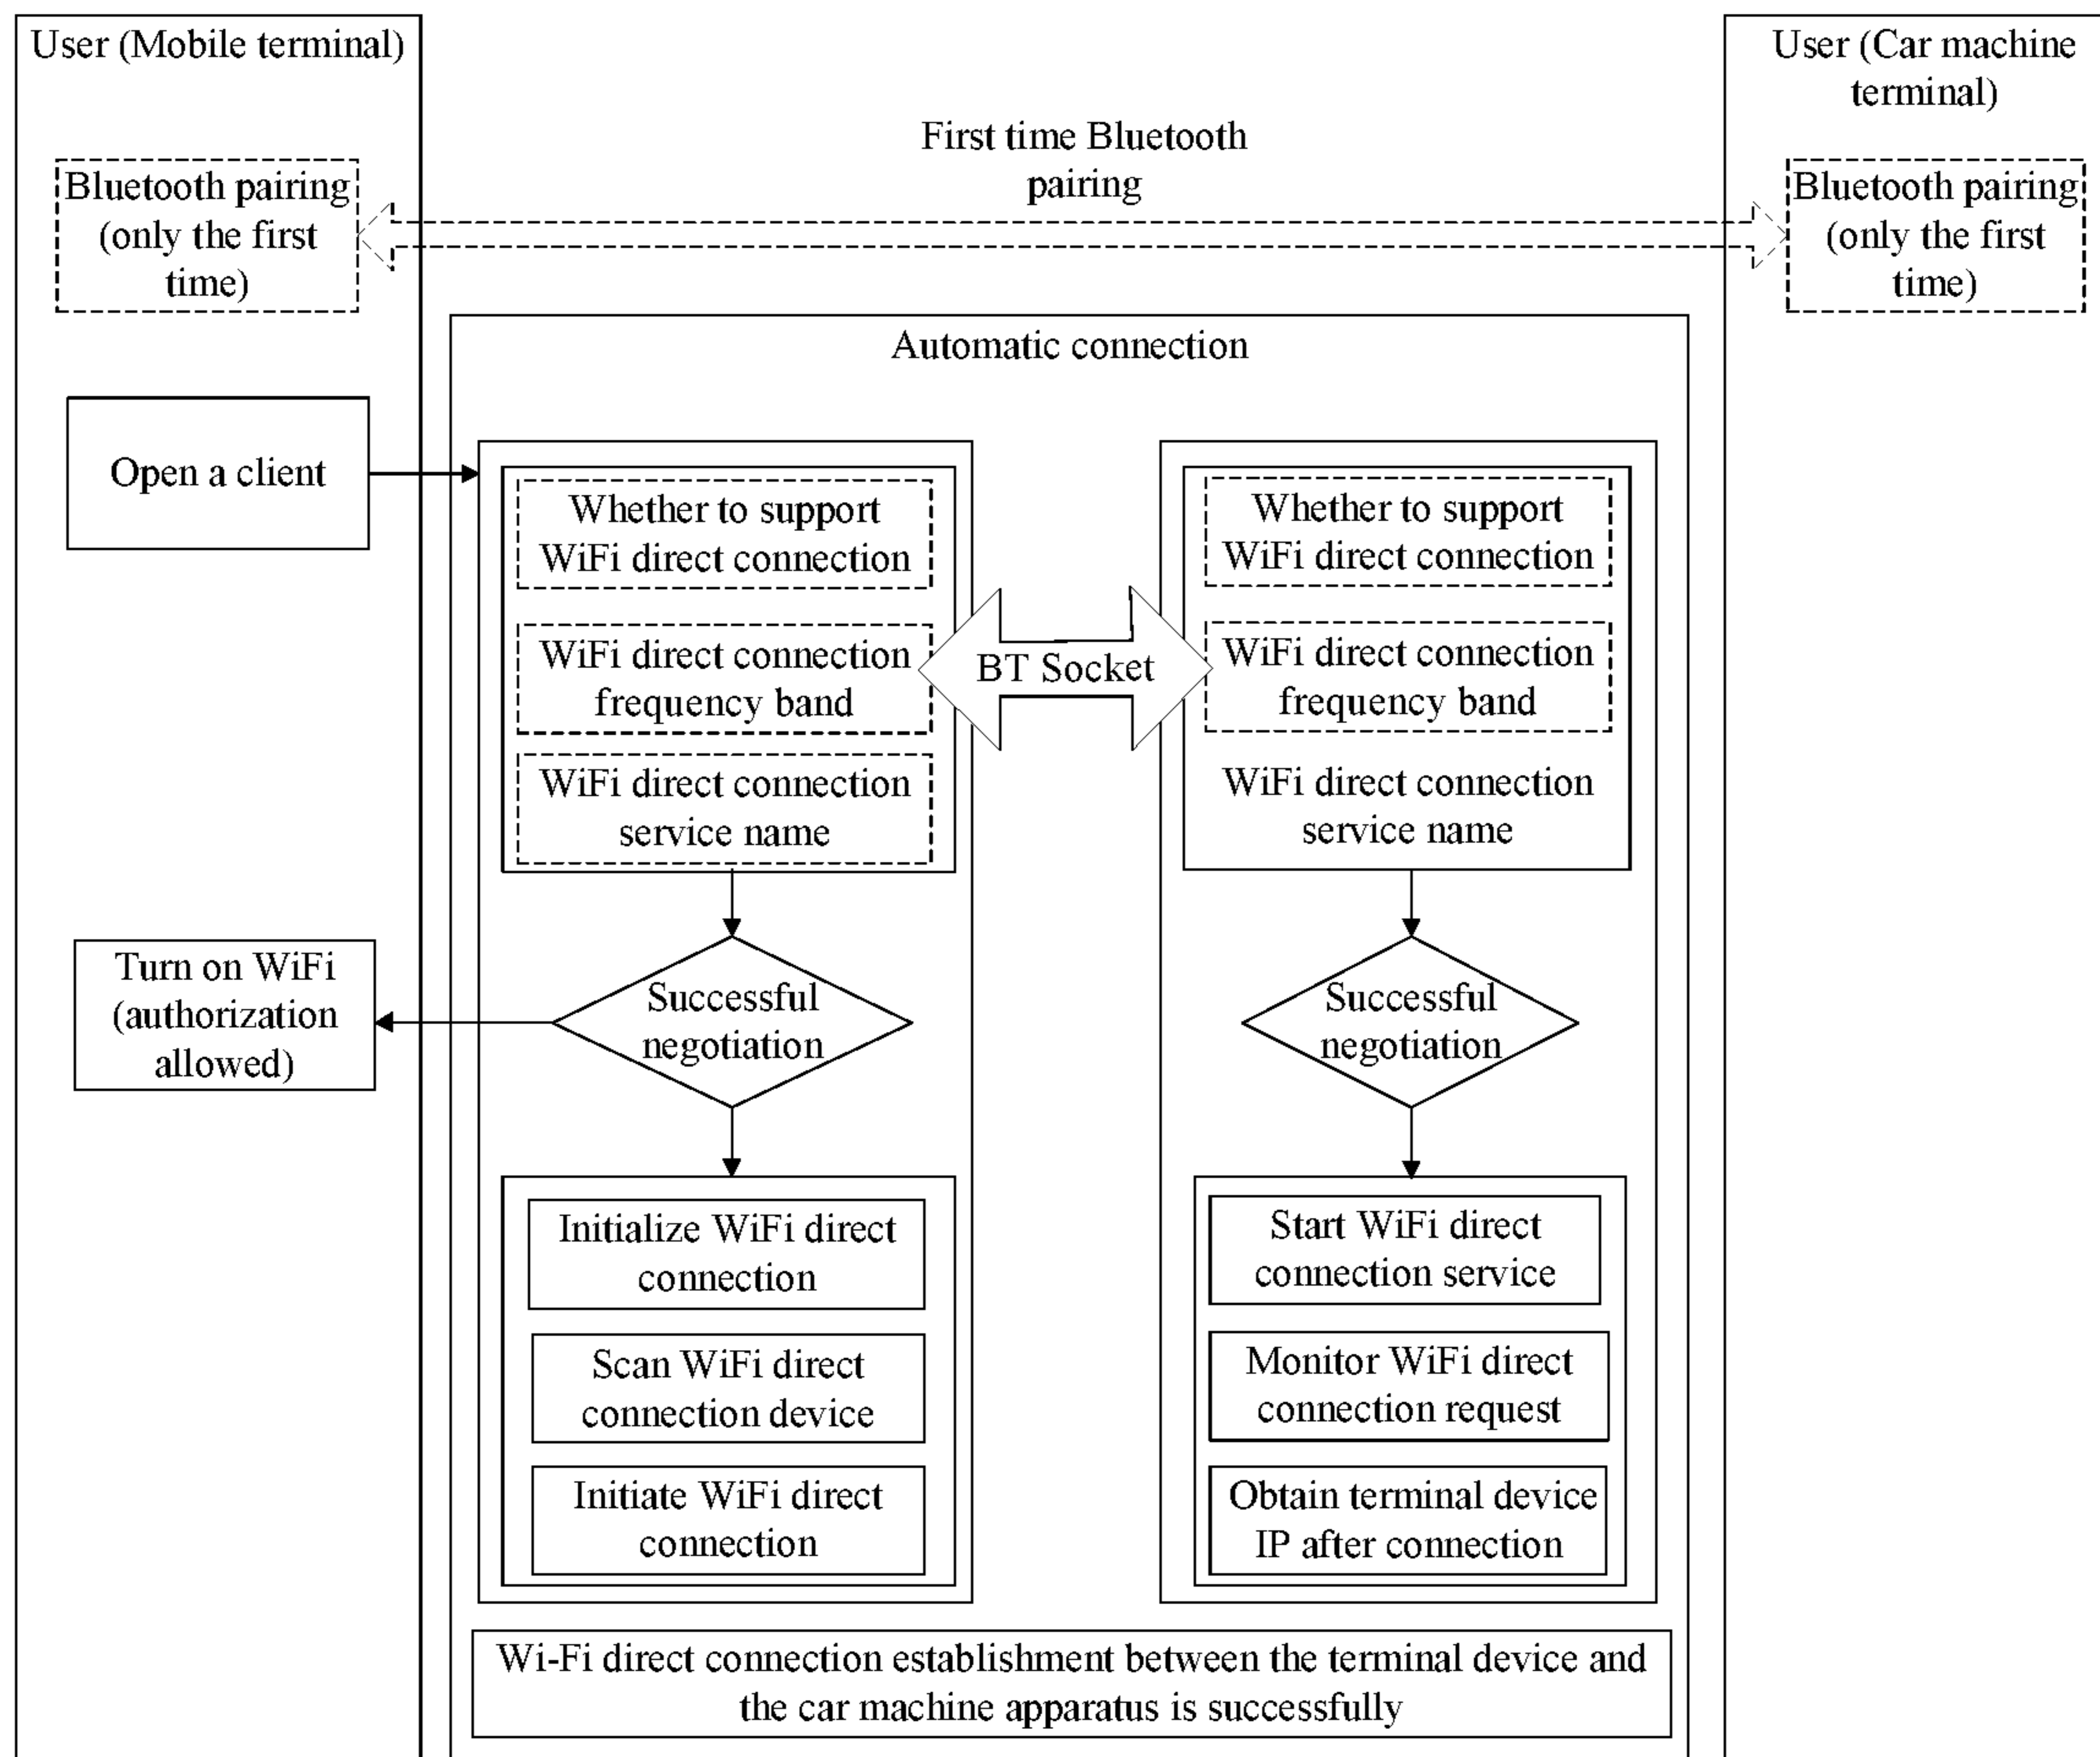 User (Mobile terminal)
User (Car machine
terminal)
First time Bluetooth
pairing
Bluetooth pairing
(only the first
time)
Bluetooth pairing
(only the first
time)
Automatic connection
Open a client
Whether to support
WiFi direct connection
WiFi direct connection
frequency band
WiFi direct connection
service name
BT Socket
Whether to support
WiFi direct connection
WiFi direct connection
frequency band
WiFi direct connection
service name
Turn on WiFi
(authorization
allowed)
Successful
negotiation
Successful
negotiation
Initialize WiFi direct
connection
Scan WiFi direct
connection device
Initiate WiFi direct
connection
Start WiFi direct
connection service
Monitor WiFi direct
connection request
Obtain terminal device
IP after connection
Wi-Fi direct connection establishment between the terminal device and
the car machine apparatus is successfully